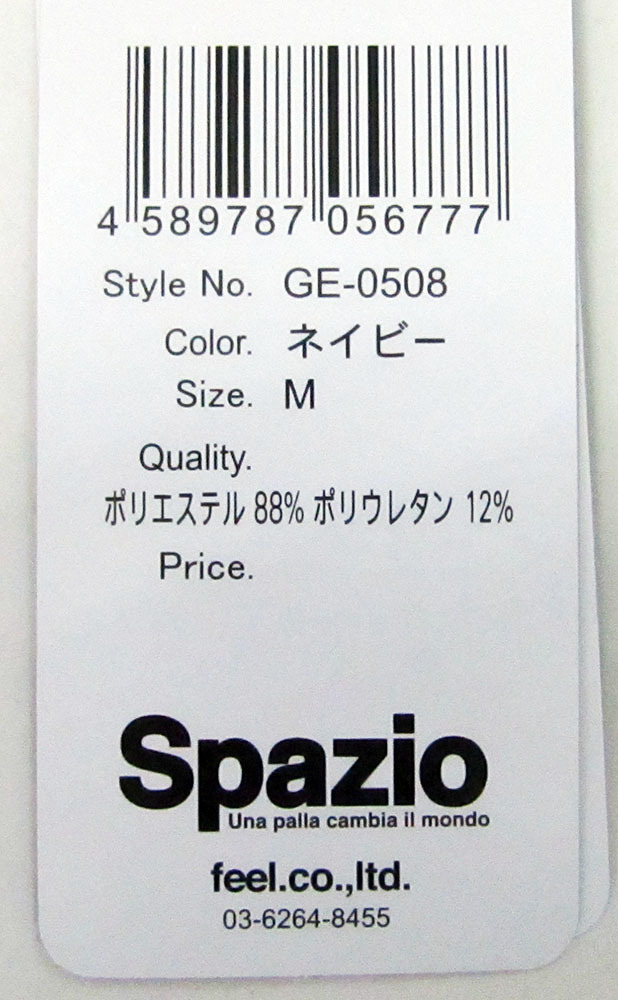 4 589787 056777
Style No. GE-0508
Color. ネイビー
Size. M
Quality.
ポリエステル 88% ポリウレタン 12%
Price.
Spazio
Una palla cambia il mondo
feel.co.,ltd.
03-6264-8455